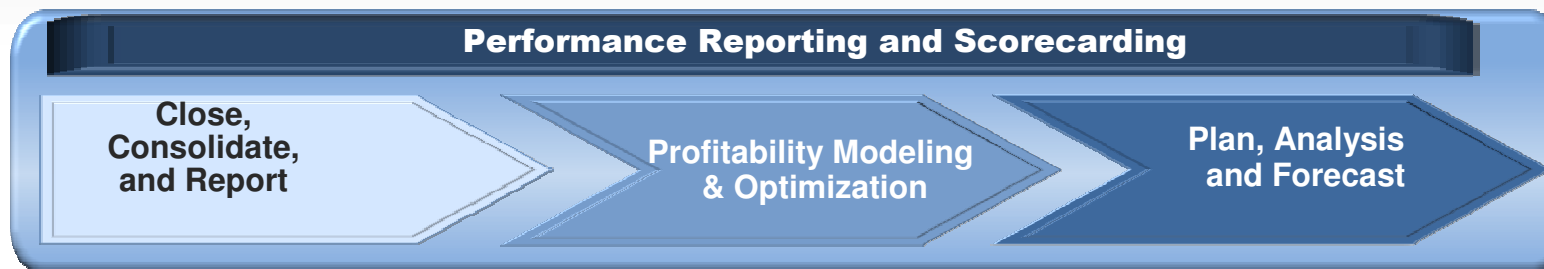 Performance Reporting and Scorecarding
Close,
Consolidate,
and Report
Profitability Modeling
& Optimization
Plan, Analysis
and Forecast